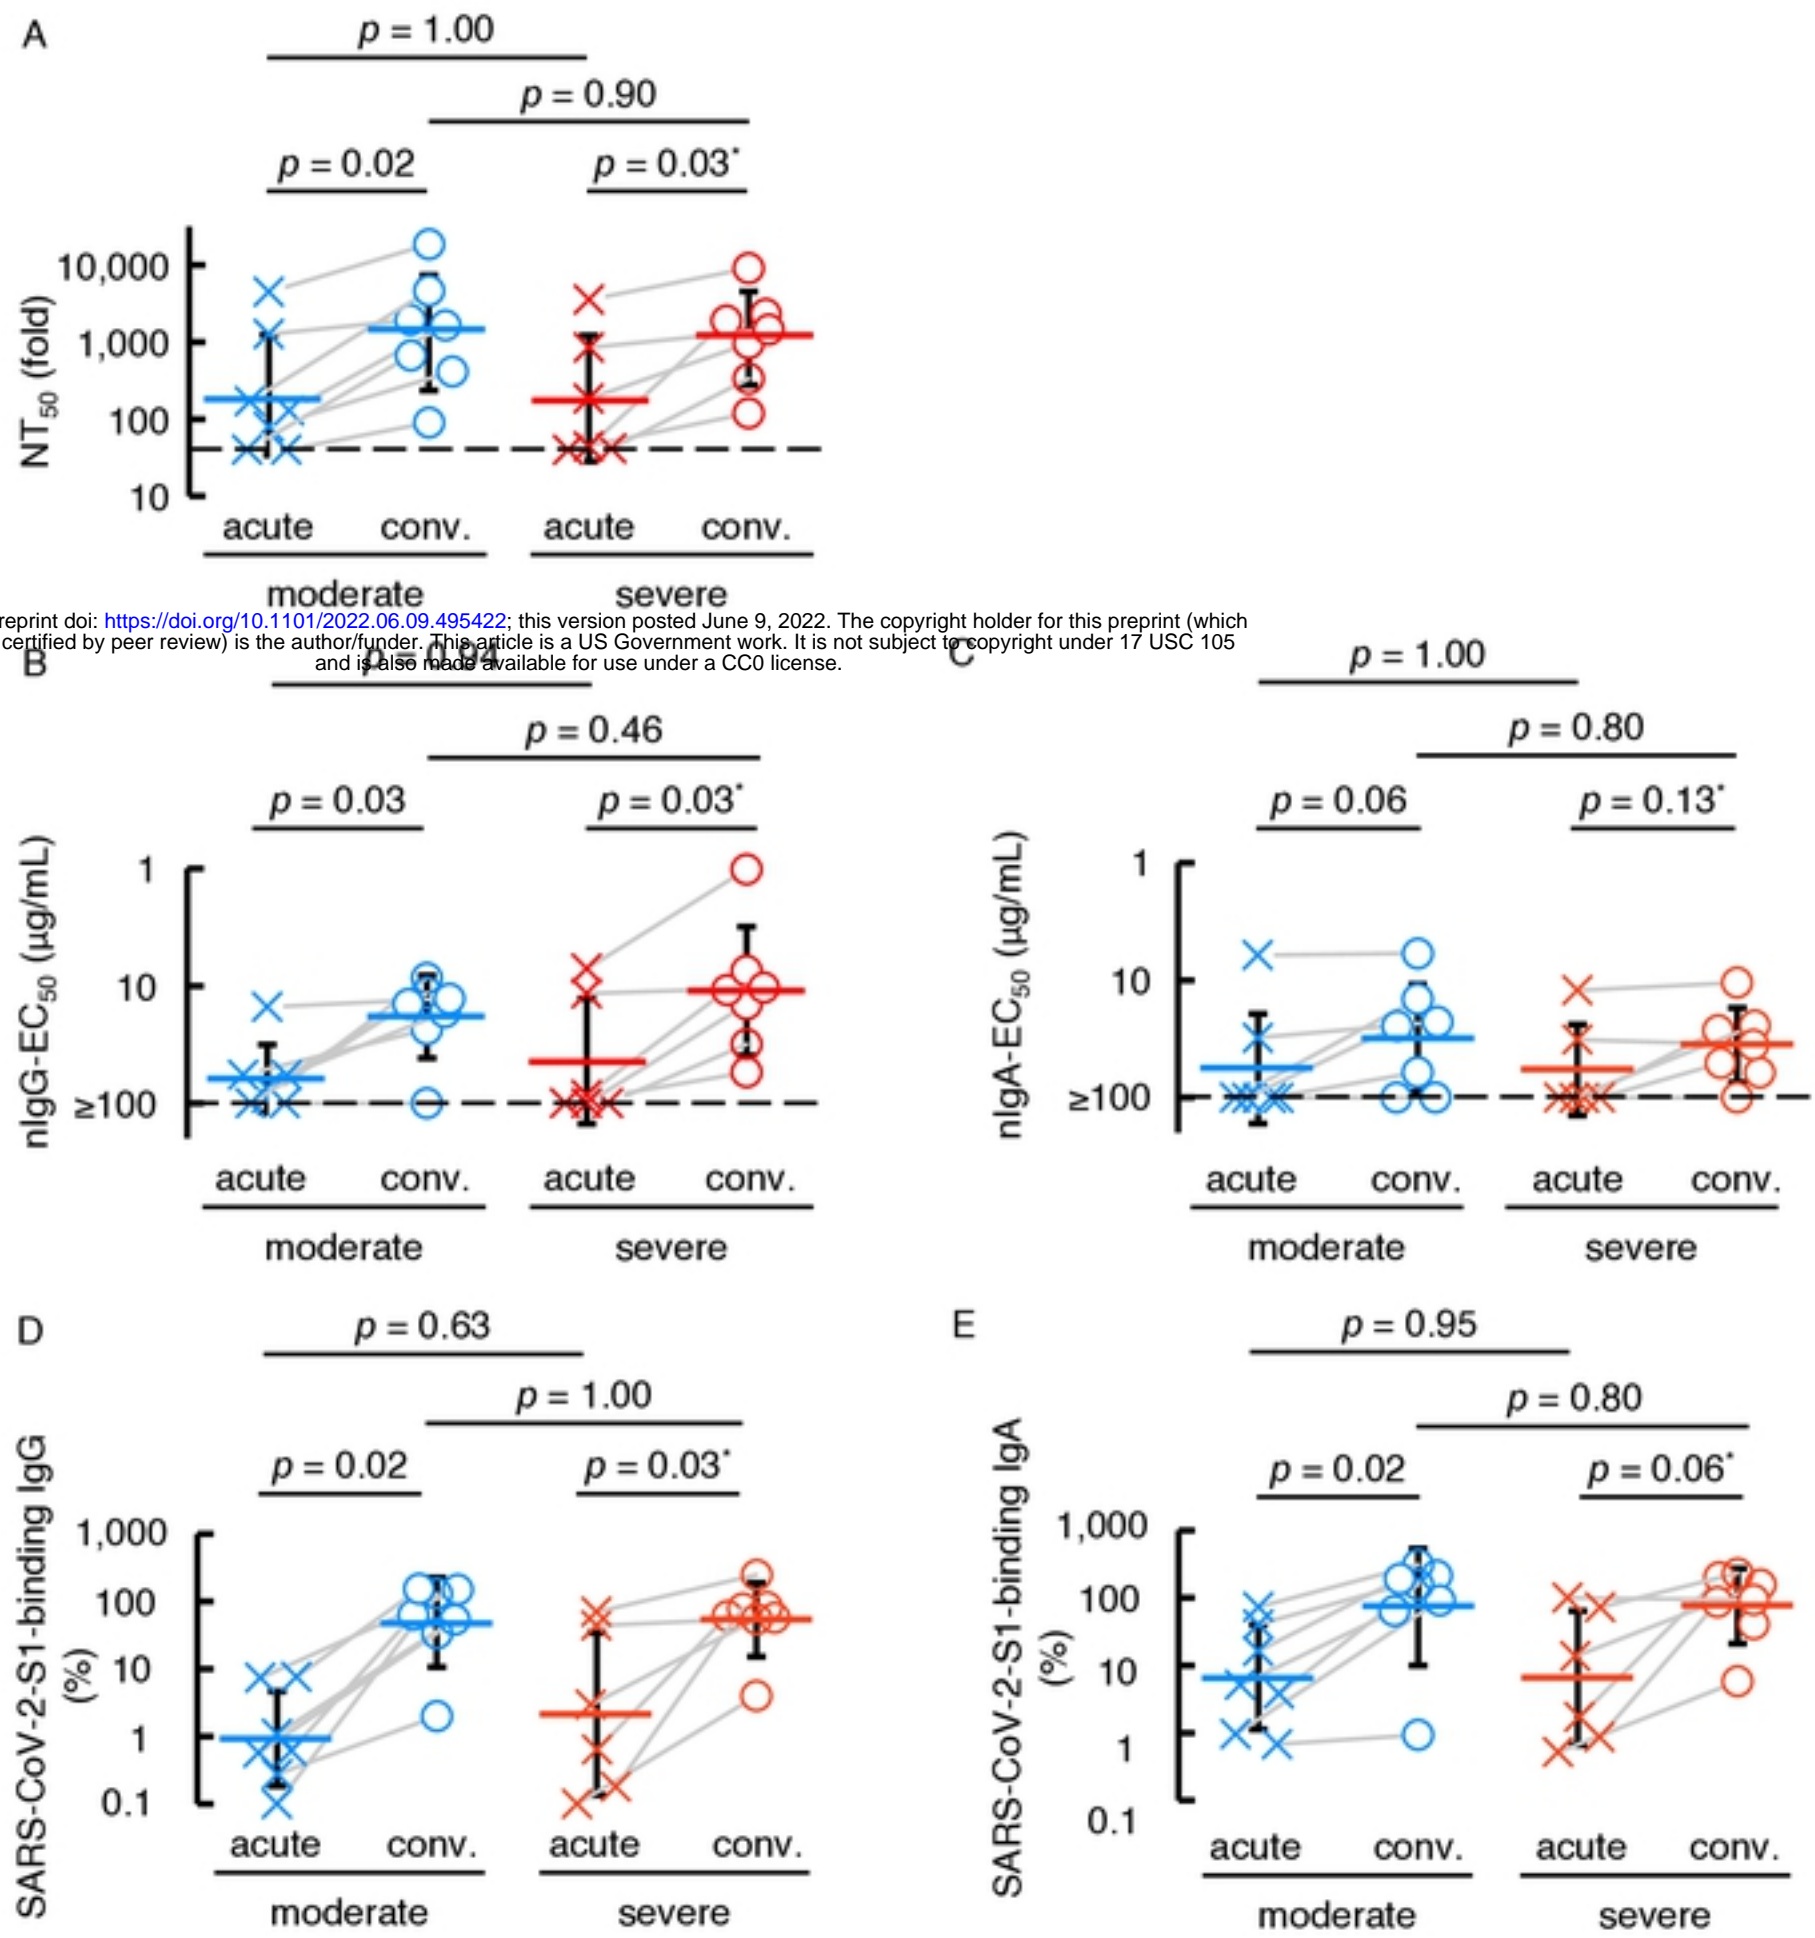 A
p = 1.00
p = 0.90
p = 0.02
p = 0.03*
NT50 (fold)
10,000
1,000
100
10
acute
conv.
acute
conv.
moderate
severe
reprint doi: https://doi.org/10.1101/2022.06.09.495422; this version posted June 9, 2022. The copyright holder for this preprint (which
certified by peer review) is the author/funder. This article is a US Government work. It is not subject to copyright under 17 USC 105
and is also made available for use under a CC0 license.
B
p = 0.94
p = 0.46
p = 0.03
p = 0.03*
nIgG-EC50 (µg/mL)
1
10
≥100
acute
conv.
acute
conv.
moderate
severe
C
p = 1.00
p = 0.80
p = 0.06
p = 0.13*
nIgA-EC50 (µg/mL)
1
10
≥100
acute
conv.
acute
conv.
moderate
severe
D
p = 0.63
p = 1.00
p = 0.02
p = 0.03*
SARS-CoV-2-S1-binding IgG
(%)
1,000
100
10
1
0.1
acute
conv.
acute
conv.
moderate
severe
E
p = 0.95
p = 0.80
p = 0.02
p = 0.06*
SARS-CoV-2-S1-binding IgA
(%)
1,000
100
10
1
0.1
acute
conv.
acute
conv.
moderate
severe